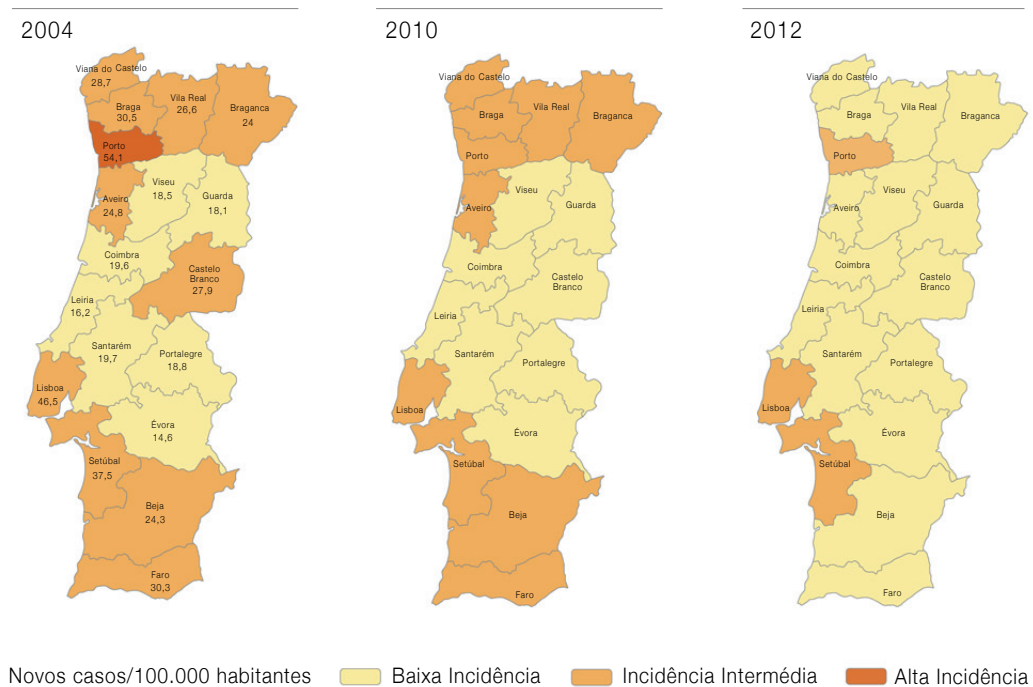 2004
Viana do Castelo
28,7
Braga
30,5
Vila Real
26,6
Braganca
24
Porto
54,1
Aveiro
24,8
Viseu
18,5
Guarda
18,1
Coimbra
19,6
Castelo
Branco
27,9
Leiria
16,2
Santarém
19,7
Portalegre
18,8
Lisboa
46,5
Évora
14,6
Setúbal
37,5
Beja
24,3
Faro
30,3
2010
Viana do Castelo
Braga
Vila Real
Braganca
Porto
Aveiro
Viseu
Guarda
Coimbra
Castelo
Branco
Leiria
Santarém
Portalegre
Lisboa
Évora
Setúbal
Beja
Faro
2012
Viana do Castelo
Braga
Vila Real
Braganca
Porto
Aveiro
Viseu
Guarda
Coimbra
Castelo
Branco
Leiria
Santarém
Portalegre
Lisboa
Évora
Setúbal
Beja
Faro
Novos casos/100.000 habitantes
Baixa Incidência
Incidência Intermédia
Alta Incidência